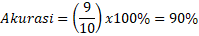 Akurasi = (9/10) x100% = 90%